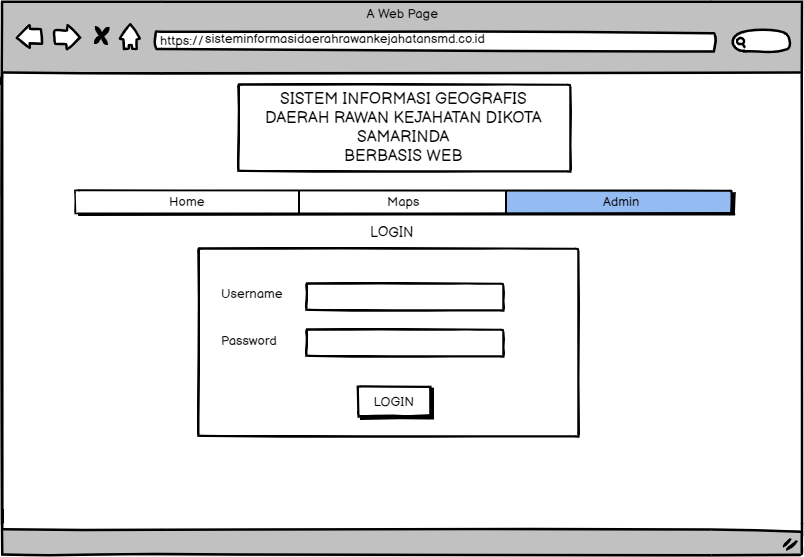 A Web Page
https://sisteminformasidaerahrawankejahatansmd.co.id
SISTEM INFORMASI GEOGRAFIS
DAERAH RAWAN KEJAHATAN DIKOTA
SAMARINDA
BERBASIS WEB
Home Maps Admin
LOGIN
Username
Password
LOGIN